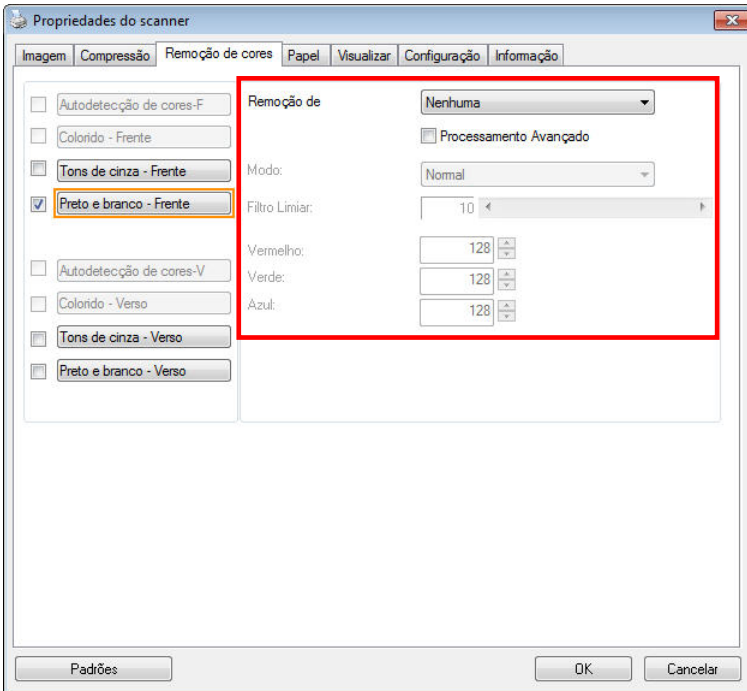 Propriedades do scanner
Imagem Compressão Remoção de cores Papel Visualizar Configuração Informação
Autodetecção de cores-F
Colorido - Frente
Tons de cinza - Frente
Preto e branco - Frente
Autodetecção de cores-V
Colorido - Verso
Tons de cinza - Verso
Preto e branco - Verso
Remoção de Nenhuma
Processamento Avançado
Modo: Normal
Filtro Limiar: 10
Vermelho: 128
Verde: 128
Azul: 128
Padrões OK Cancelar